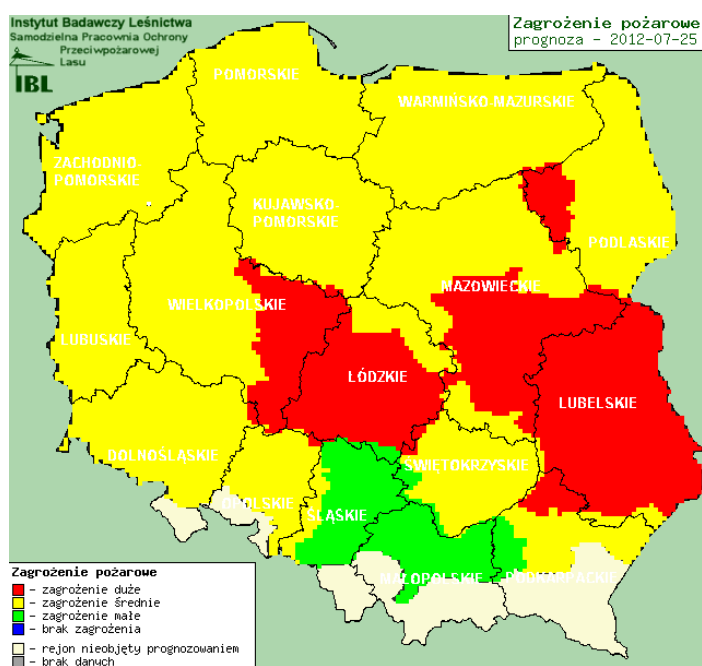 Instytut Badawczy Leśnictwa
Samodzielna Pracownia Ochrony
Przeciwpożarowej
Lasu
IBL
Zagrożenie pożarowe
prognoza - 2012-07-25
POMORSKIE
WARMIŃSKO-MAZURSKIE
ZACHODNIO-
POMORSKIE
KUJAWSKO-
POMORSKIE
PODLASKIE
MAZOWIECKIE
WIELKOPOLSKIE
LUBUSKIE
ŁÓDZKIE
LUBELSKIE
DOLNOŚLĄSKIE
ŚWIĘTOKRZYSKIE
OPOLSKIE
ŚLĄSKIE
MAŁOPOLSKIE
PODKARPACKIE
Zagrożenie pożarowe
- zagrożenie duże
- zagrożenie średnie
- zagrożenie małe
- brak zagrożenia
- rejon nieobjęty prognozowaniem
- brak danych